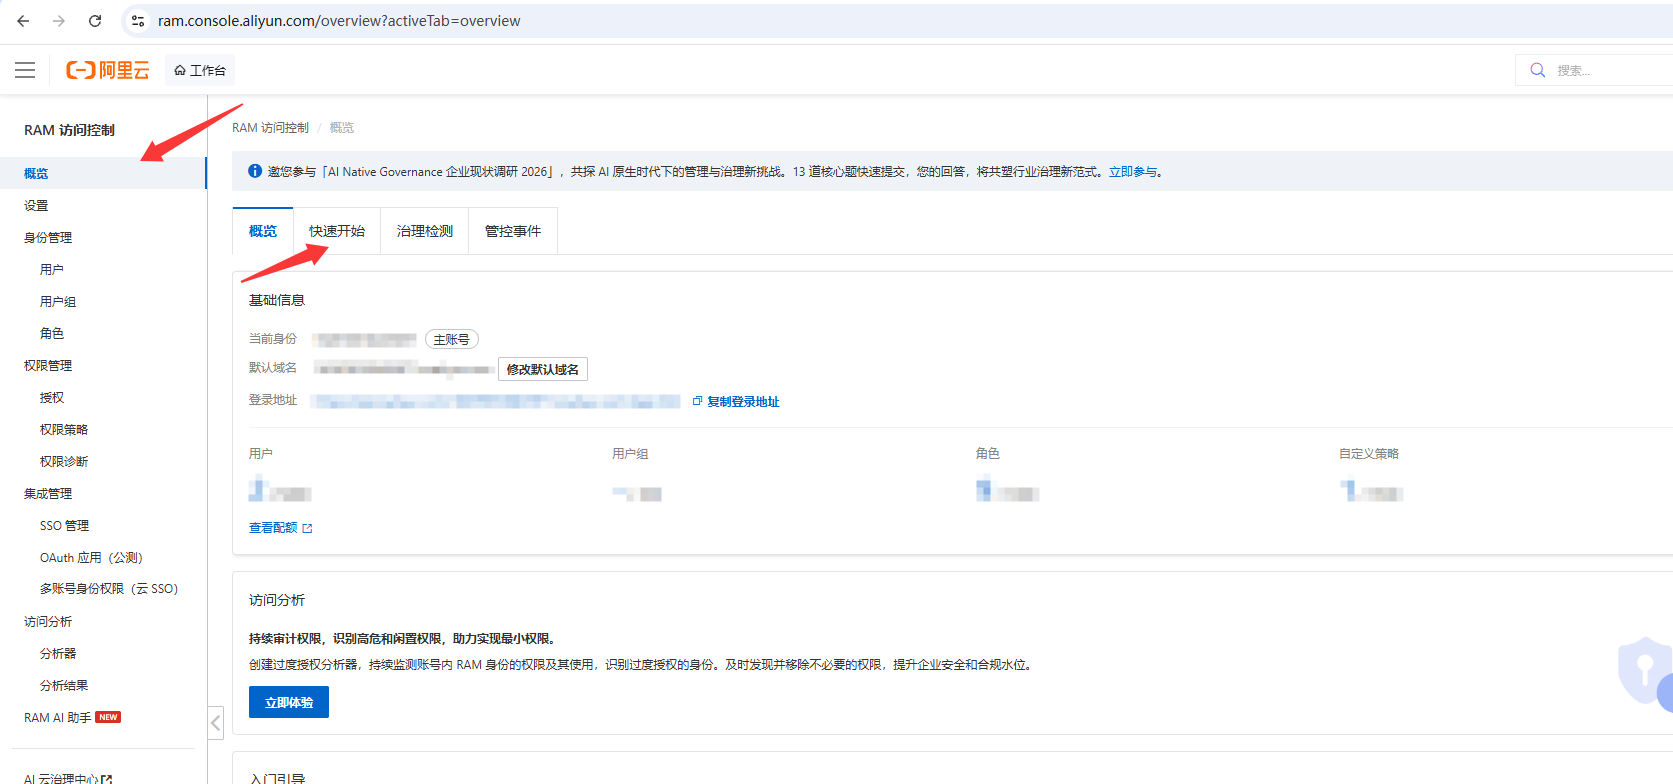 ram.console.aliyun.com/overview?activeTab=overview
阿里云
工作台
搜索...
RAM 访问控制
概览
设置
身份管理
用户
用户组
角色
权限管理
授权
权限策略
权限诊断
集成管理
SSO 管理
OAuth 应用（公测）
多账号身份权限（云 SSO）
访问分析
分析器
分析结果
RAM AI 助手 NEW
AI 云治理中心
RAM 访问控制 / 概览
邀您参与「AI Native Governance 企业现状调研 2026」，共探 AI 原生时代下的管理与治理新挑战。13 道核心题快速提交，您的回答，将共塑行业治理新范式。立即参与。
概览 快速开始 治理检测 管控事件
基础信息
当前身份 主账号
默认域名 修改默认域名
登录地址 复制登录地址
用户 用户组 角色 自定义策略
查看配额
访问分析
持续审计权限，识别高危和闲置权限，助力实现最小权限。
创建过度授权分析器，持续监测账号内 RAM 身份的权限及其使用，识别过度授权的身份。及时发现并移除不必要的权限，提升企业安全和合规水位。
立即体验
入门引导